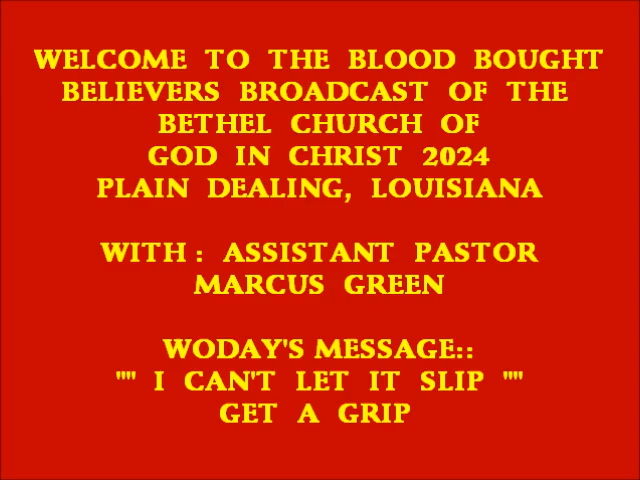 WELCOME TO THE BLOOD BOUGHT
BELIEVERS BROADCAST OF THE
BETHEL CHURCH OF
GOD IN CHRIST 2024
PLAIN DEALING, LOUISIANA
WITH : ASSISTANT PASTOR
MARCUS GREEN
WODAY'S MESSAGE::
"" I CAN'T LET IT SLIP ""
GET A GRIP